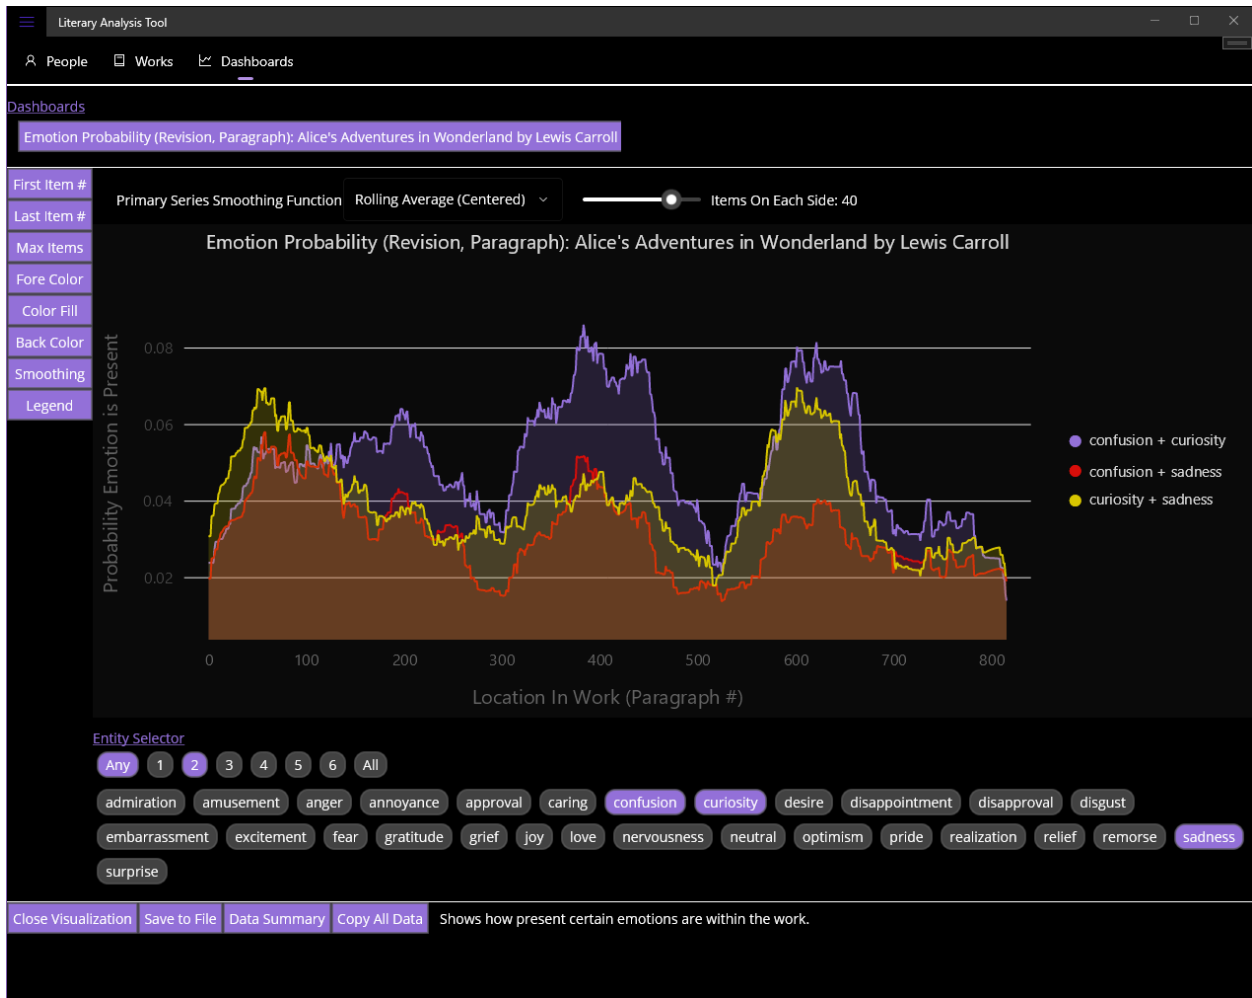 Literary Analysis Tool
People Works Dashboards
Dashboards
Emotion Probability (Revision, Paragraph): Alice's Adventures in Wonderland by Lewis Carroll
First Item #
Last Item #
Max Items
Fore Color
Color Fill
Back Color
Smoothing
Legend
Primary Series Smoothing Function Rolling Average (Centered) Items On Each Side: 40
Emotion Probability (Revision, Paragraph): Alice's Adventures in Wonderland by Lewis Carroll
Probability Emotion is Present
0.08
0.06
0.04
0.02
0 100 200 300 400 500 600 700 800
Location In Work (Paragraph #)
confusion + curiosity
confusion + sadness
curiosity + sadness
Entity Selector
Any 1 2 3 4 5 6 All
admiration amusement anger annoyance approval caring confusion curiosity desire disappointment disapproval disgust
embarrassment excitement fear gratitude grief joy love nervousness neutral optimism pride realization relief remorse sadness
surprise
Close Visualization Save to File Data Summary Copy All Data Shows how present certain emotions are within the work.